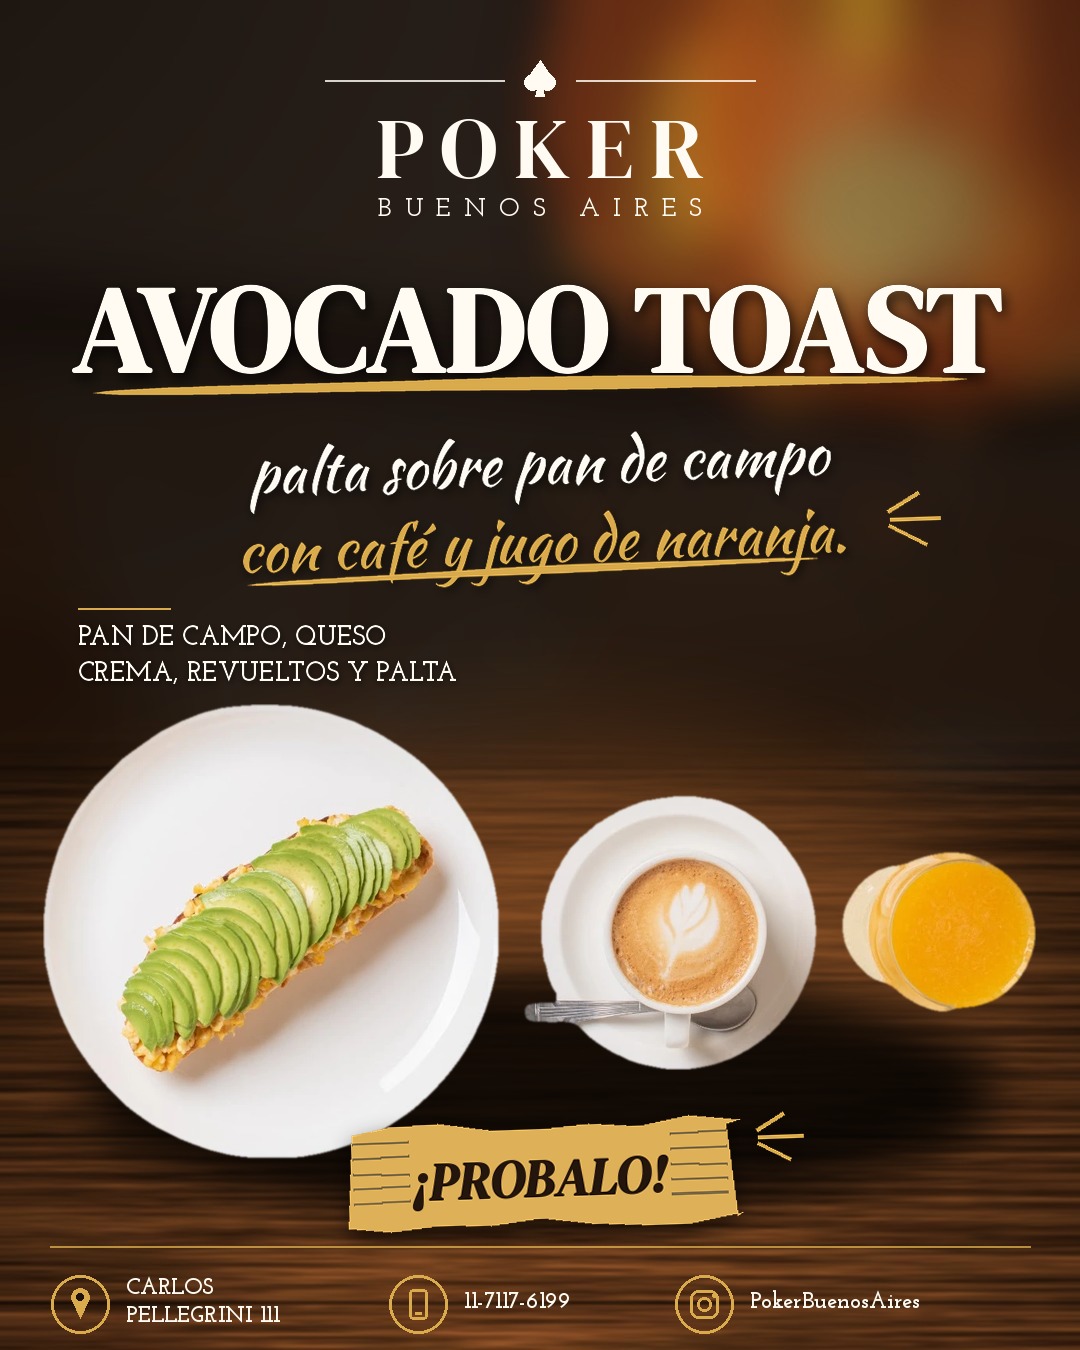 POKER
BUENOS AIRES
AVOCADO TOAST
palta sobre pan de campo
con café y jugo de naranja.
PAN DE CAMPO, QUESO
CREMA, REVUELTOS Y PALTA
¡PROBALO!
CARLOS
PELLEGRINI 111
11-7117-6199
PokerBuenosAires